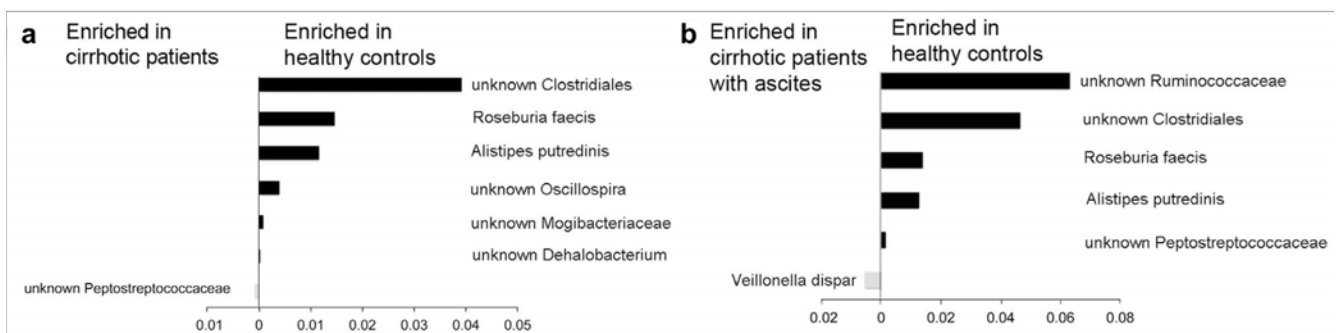 a
Enriched in
cirrhotic patients
Enriched in
healthy controls
unknown Clostridiales
Roseburia faecis
Alistipes putredinis
unknown Oscillospira
unknown Mogibacteriaceae
unknown Dehalobacterium
unknown Peptostreptococcaceae
0.01 0 0.01 0.02 0.03 0.04 0.05
b
Enriched in
cirrhotic patients
with ascites
Enriched in
healthy controls
unknown Ruminococcaceae
unknown Clostridiales
Roseburia faecis
Alistipes putredinis
unknown Peptostreptococcaceae
Veillonella dispar
0.02 0 0.02 0.04 0.06 0.08